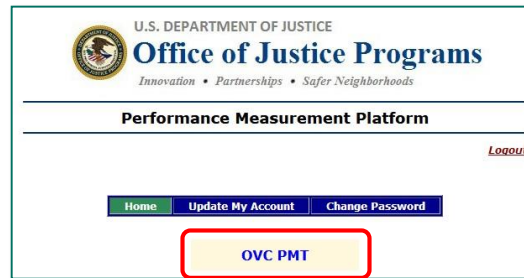 U.S. DEPARTMENT OF JUSTICE
Office of Justice Programs
Innovation • Partnerships • Safer Neighborhoods
Performance Measurement Platform
Logout
Home Update My Account Change Password
OVC PMT